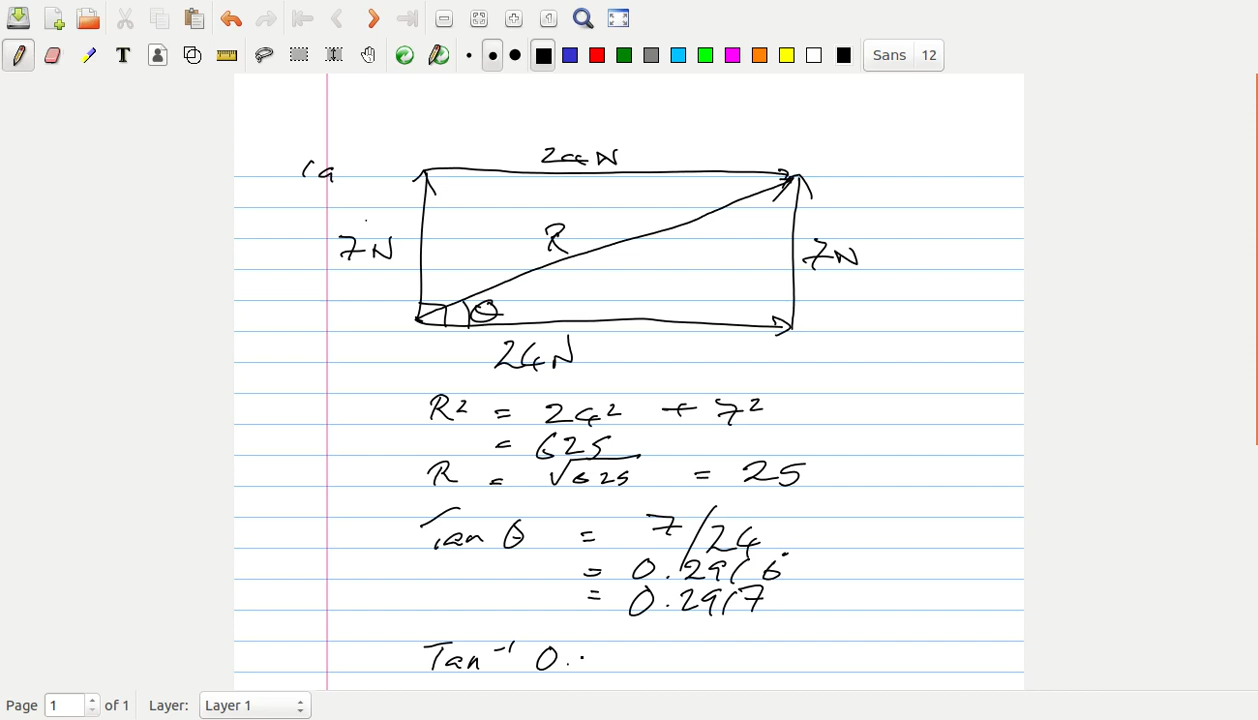 Sans 12
24N
1a
R
7N
7N
θ
24N
R² = 24² + 7²
= 625
R = √625 = 25
Tan θ = 7/24
= 0.2916̇
= 0.2917
Tan⁻¹ 0.
Page 1 of 1 Layer: Layer 1